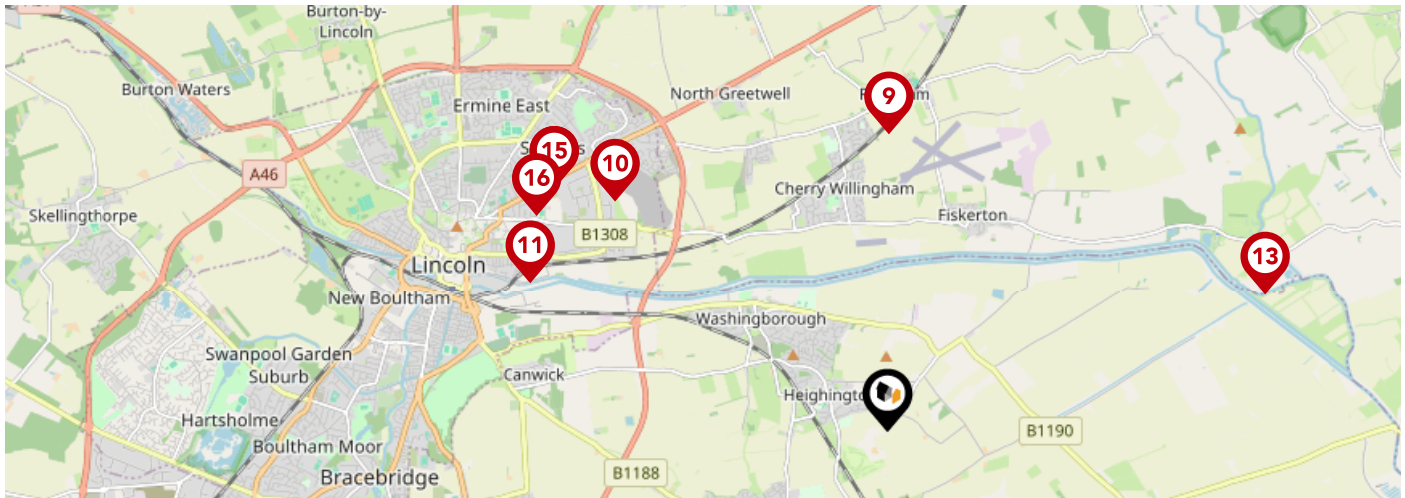 Burton-by-
Lincoln
Burton Waters
Ermine East
North Greetwell
9
15
10
16
A46
Cherry Willingham
Skellingthorpe
Fiskerton
B1308
11
13
Lincoln
New Boultham
Washingborough
Swanpool Garden
Suburb
Canwick
Hartsholme
B1190
Boultham Moor
Bracebridge
B1188